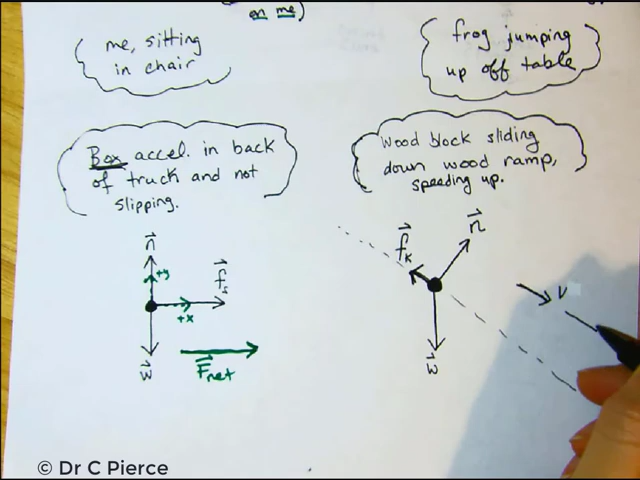 on me)
me, sitting
in chair
frog jumping
up off table
Box accel. in back
of truck and not
slipping.
Wood block sliding
down wood ramp,
speeding up.
n
+y
fs
+x
w
Fnet
n
fk
w
v
© Dr C Pierce